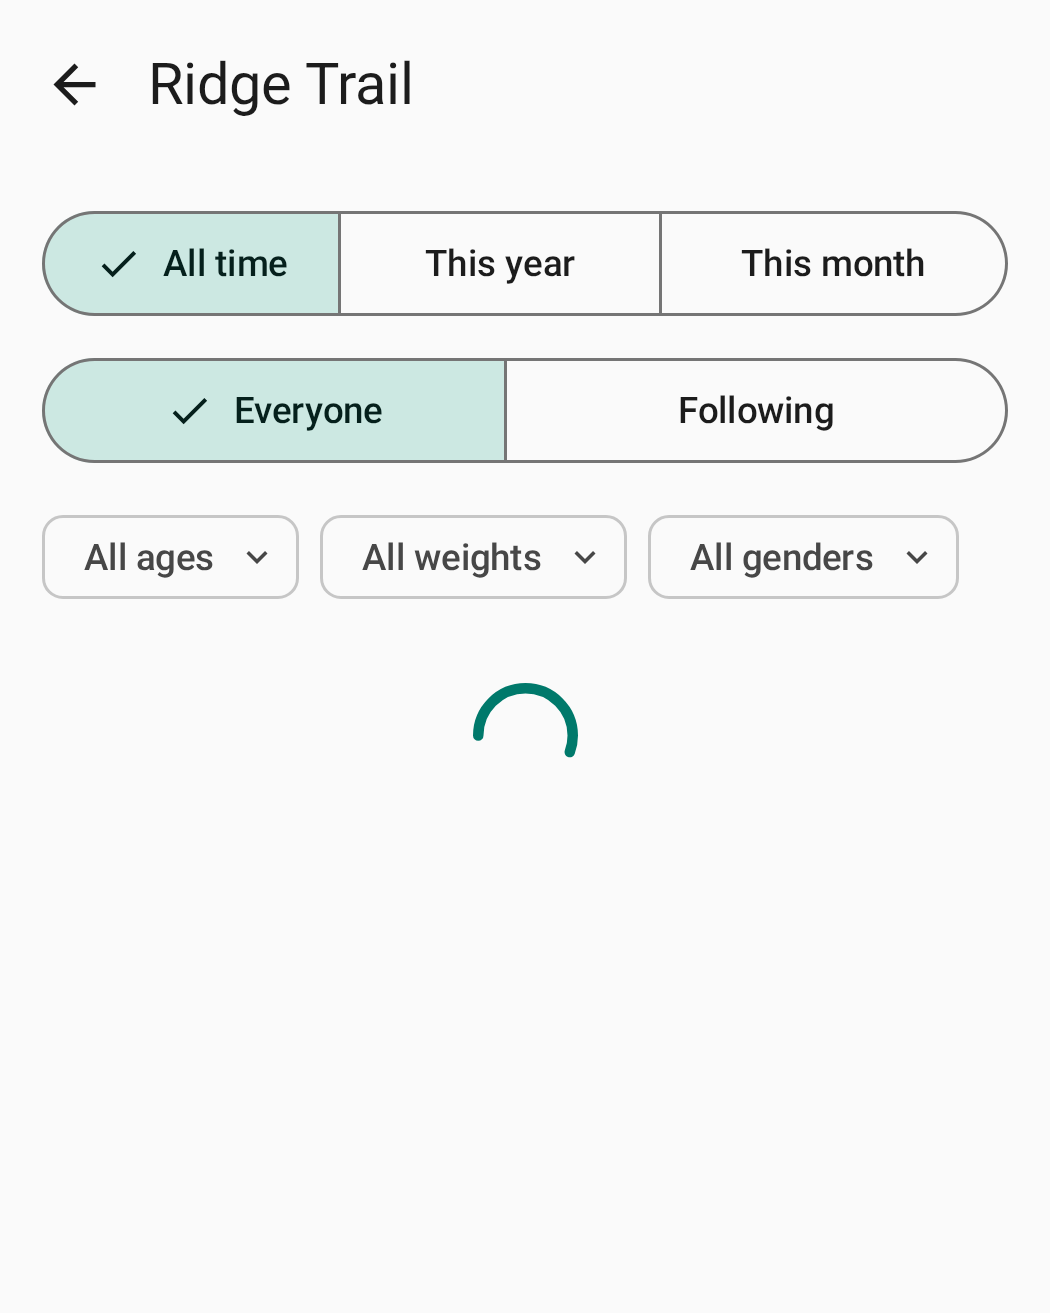 Ridge Trail
All time This year This month
Everyone Following
All ages All weights All genders